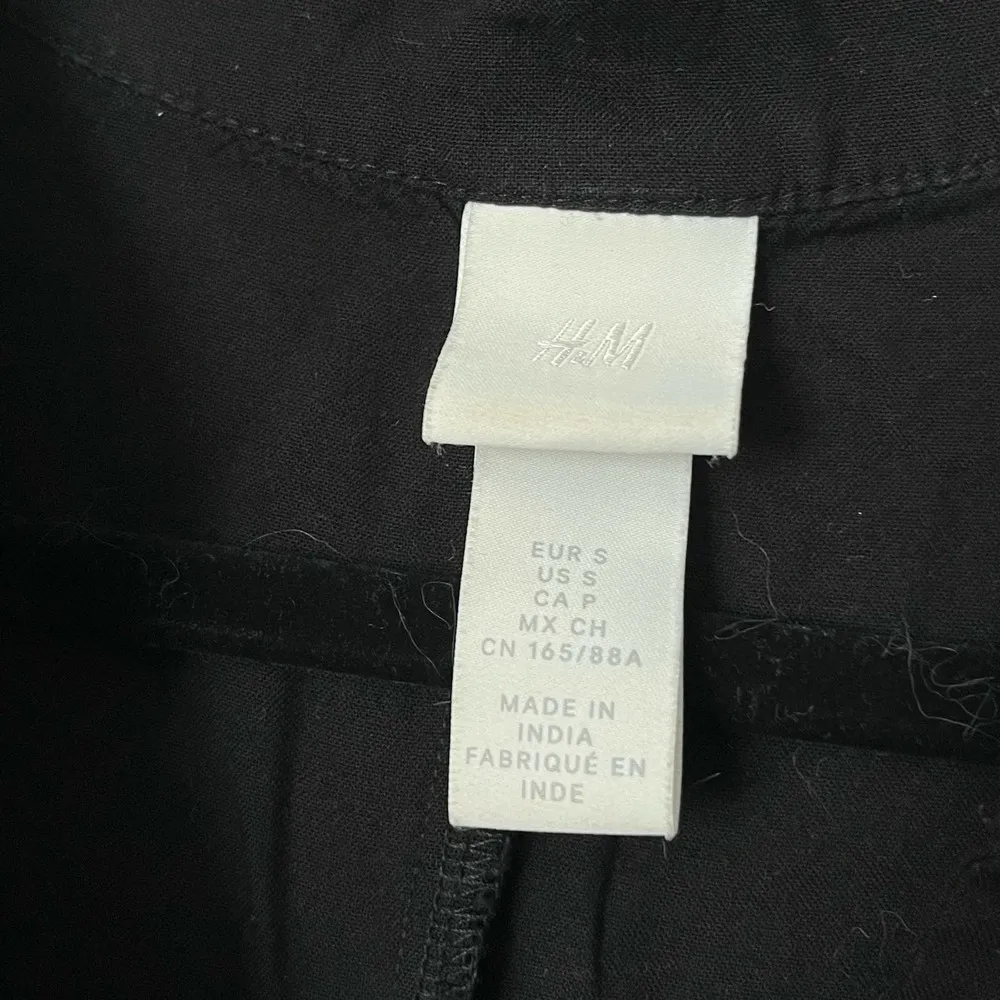 H&M
EUR S
US S
CA P
MX CH
CN 165/88A
MADE IN
INDIA
FABRIQUÉ EN
INDE